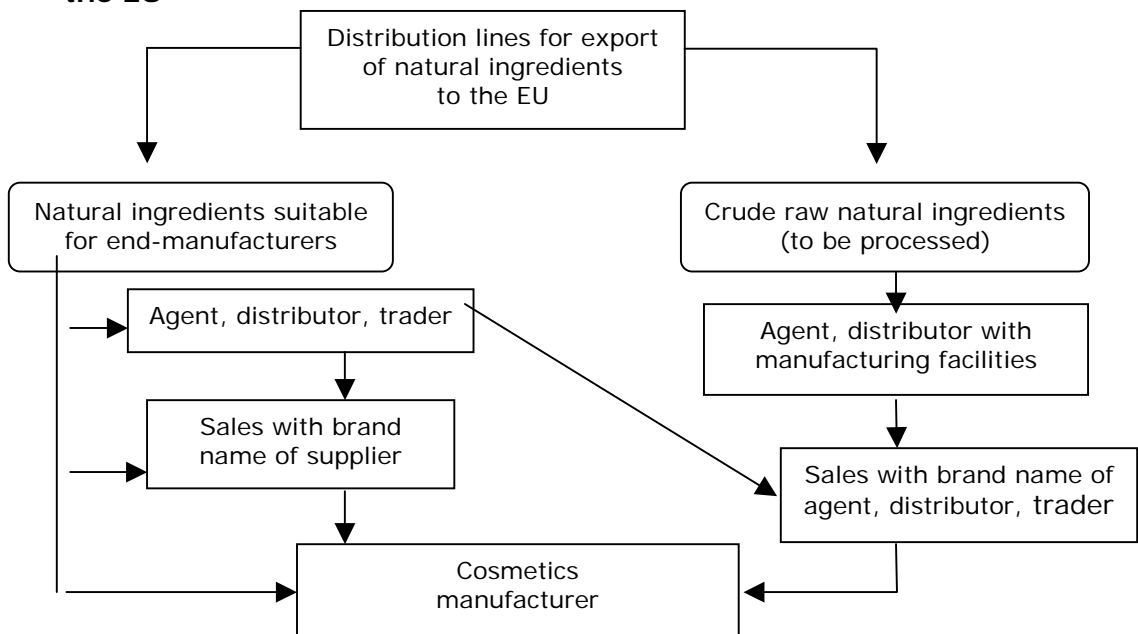 the EU
Distribution lines for export
of natural ingredients
to the EU
Natural ingredients suitable
for end-manufacturers
Crude raw natural ingredients
(to be processed)
Agent, distributor, trader
Agent, distributor with
manufacturing facilities
Sales with brand
name of supplier
Sales with brand name of
agent, distributor, trader
Cosmetics
manufacturer